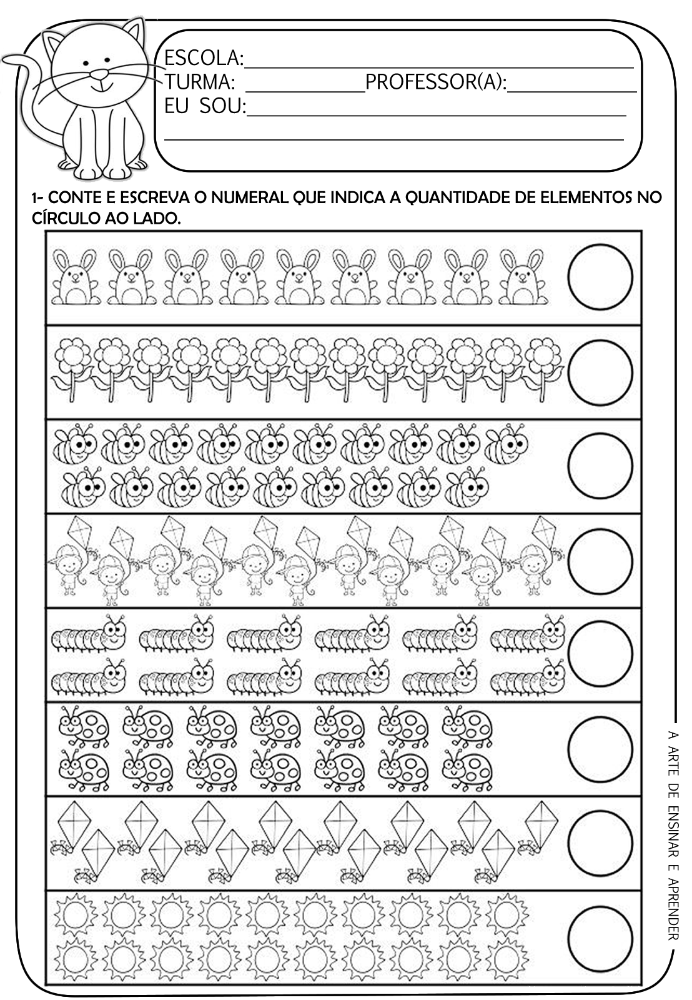 ESCOLA:
TURMA: PROFESSOR(A):
EU SOU:
1- CONTE E ESCREVA O NUMERAL QUE INDICA A QUANTIDADE DE ELEMENTOS NO
CÍRCULO AO LADO.
A ARTE DE ENSINAR E APRENDER